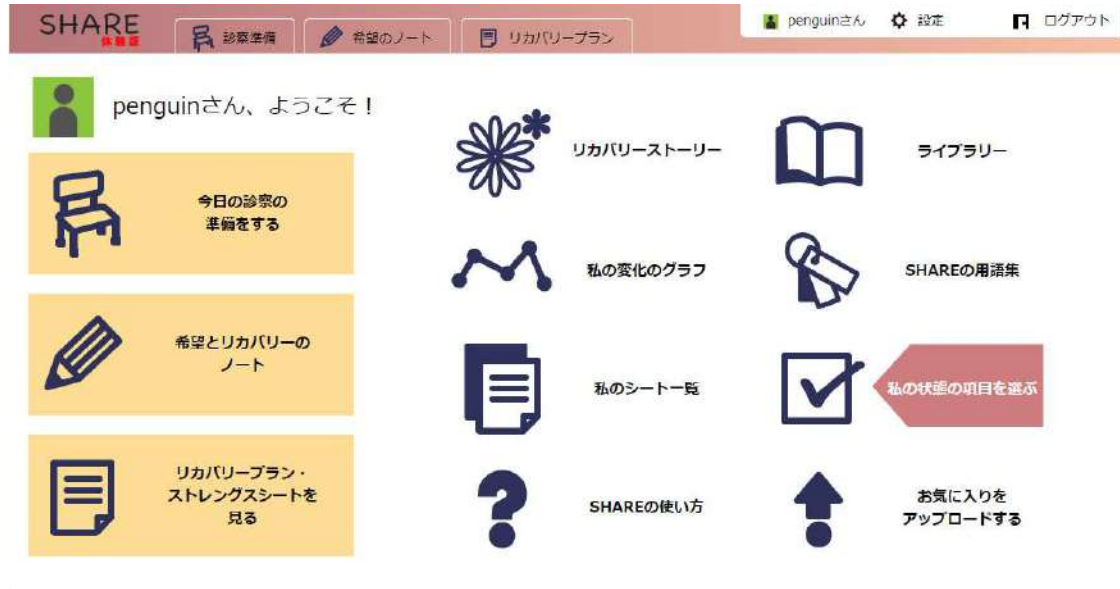 SHARE
体験版
診察準備
希望のノート
リカバリープラン
penguinさん
設定
ログアウト
penguinさん、ようこそ！
今日の診察の
準備をする
希望とリカバリーの
ノート
リカバリープラン・
ストレングスシートを
見る
リカバリーストーリー
ライブラリー
私の変化のグラフ
SHAREの用語集
私のシート一覧
私の状態の項目を選ぶ
SHAREの使い方
お気に入りを
アップロードする